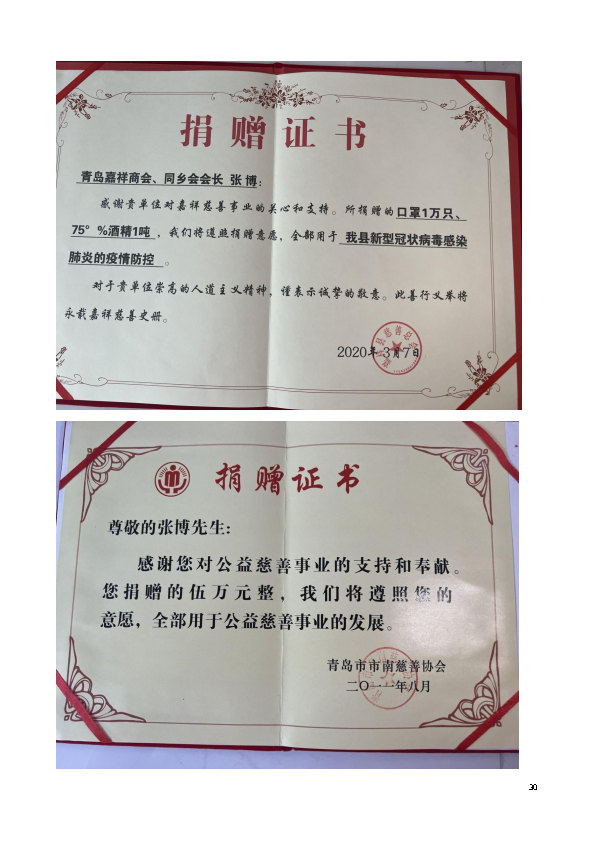 捐赠证书
青岛嘉祥商会、同乡会会长 张博：
感谢贵单位对嘉祥慈善事业的关心和支持。所捐赠的口罩1万只、
75°%酒精1吨，我们将遵照捐赠意愿，全部用于 我县新型冠状病毒感染
肺炎的疫情防控 。
对于贵单位崇高的人道主义精神，谨表示诚挚的敬意。此善行义举将
永载嘉祥慈善史册。
2020年3月7日
捐赠证书
尊敬的张博先生：
感谢您对公益慈善事业的支持和奉献。
您捐赠的伍万元整，我们将遵照您的
意愿，全部用于公益慈善事业的发展。
青岛市市南慈善协会
二〇一一年八月
30